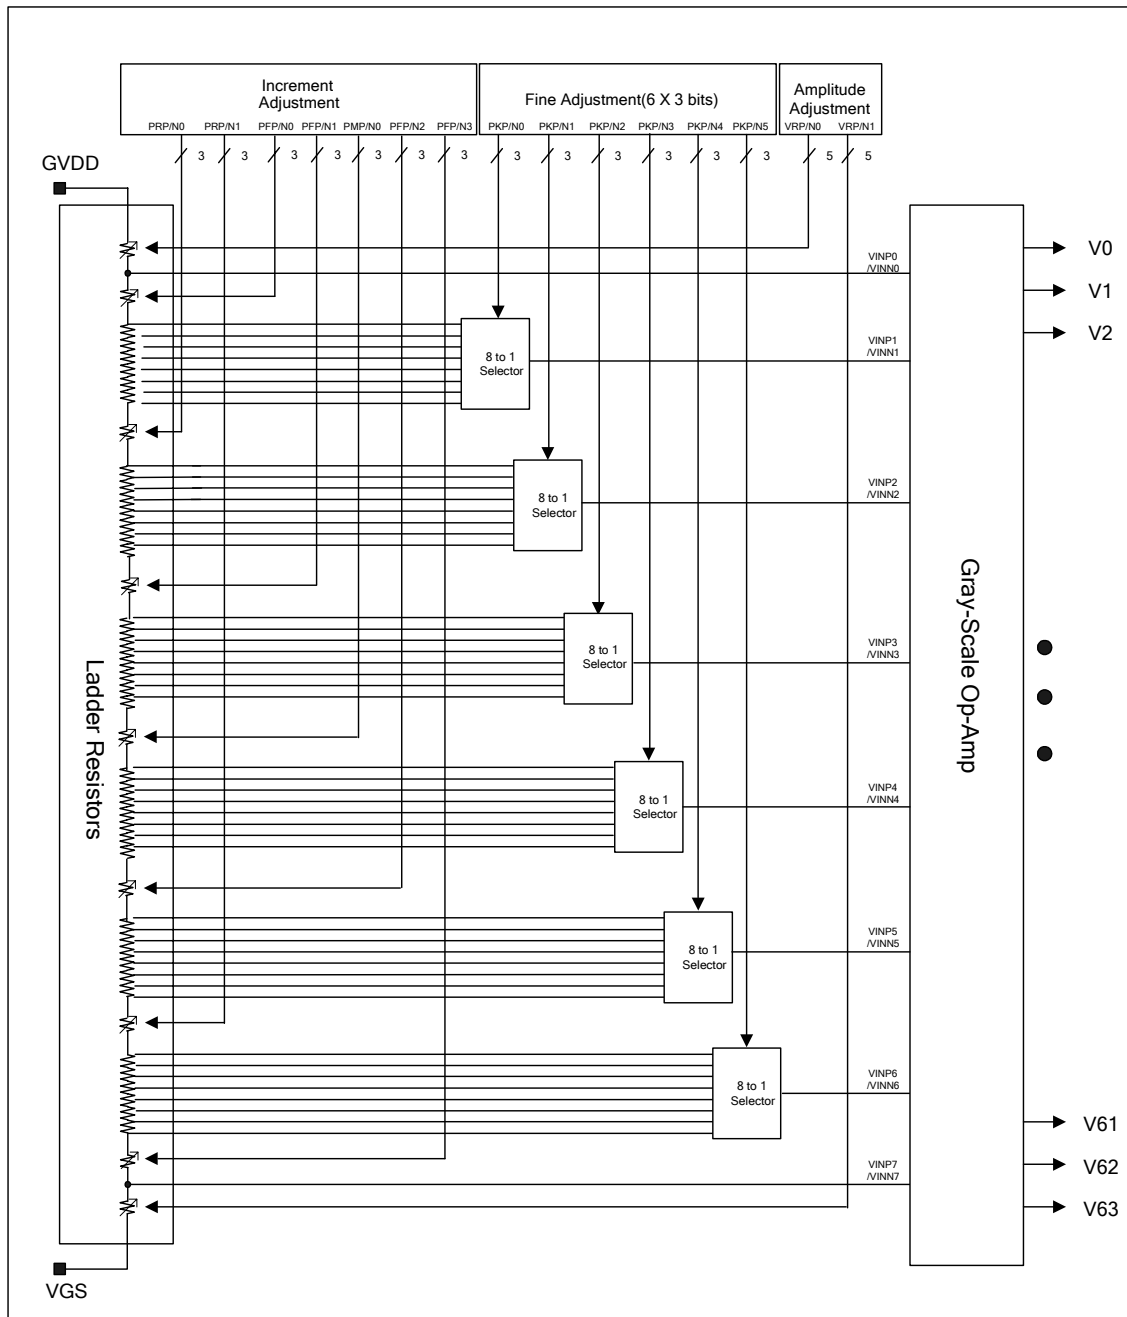 Increment
Adjustment
Fine Adjustment(6 X 3 bits)
Amplitude
Adjustment
PRP/N0 PRP/N1 PFP/N0 PFP/N1 PMP/N0 PFP/N2 PFP/N3 PKP/N0 PKP/N1 PKP/N2 PKP/N3 PKP/N4 PKP/N5 VRP/N0 VRP/N1
3 3 3 3 3 3 3 3 3 3 3 3 3 5 5
GVDD
V0
VINP0
/VINN0
V1
V2
8 to 1
Selector
VINP1
/VINN1
8 to 1
Selector
VINP2
/VINN2
8 to 1
Selector
VINP3
/VINN3
Ladder Resistors
Gray-Scale Op-Amp
8 to 1
Selector
VINP4
/VINN4
8 to 1
Selector
VINP5
/VINN5
8 to 1
Selector
VINP6
/VINN6
V61
VINP7
/VINN7
V62
V63
VGS